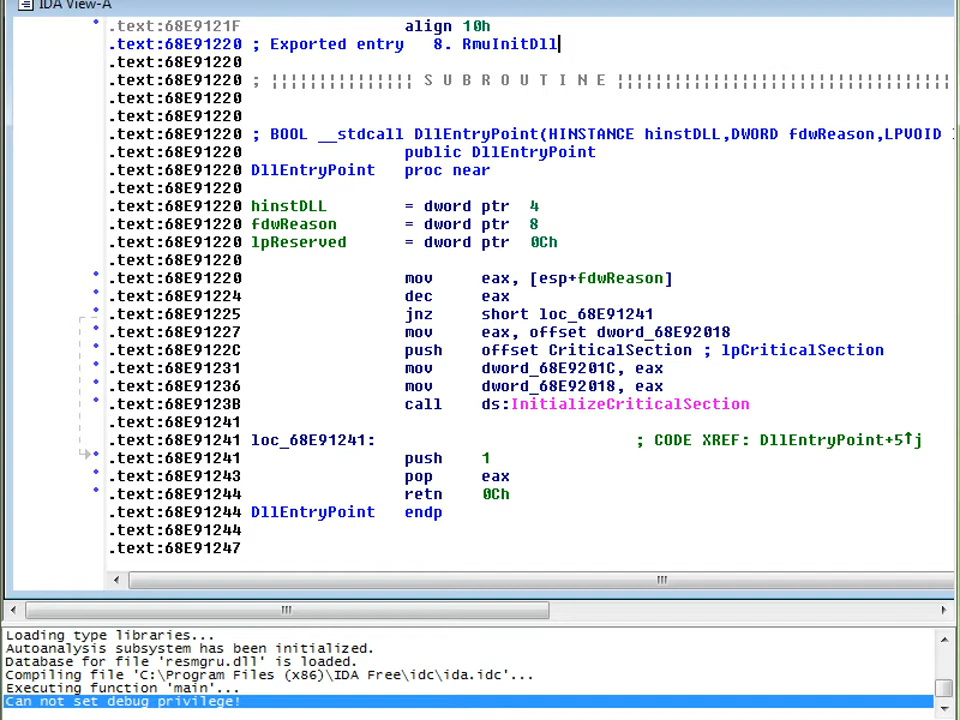 IDA View-A
.text:68E9121F align 10h
.text:68E91220 ; Exported entry 8. RmuInitDll
.text:68E91220
.text:68E91220 ; ¦¦¦¦¦¦¦¦¦¦¦¦¦¦¦ S U B R O U T I N E ¦¦¦¦¦¦¦¦¦¦¦¦¦¦¦¦¦¦¦¦¦¦¦¦¦¦¦¦¦¦¦¦¦¦¦
.text:68E91220
.text:68E91220
.text:68E91220 ; BOOL __stdcall DllEntryPoint(HINSTANCE hinstDLL,DWORD fdwReason,LPVOID
.text:68E91220 public DllEntryPoint
.text:68E91220 DllEntryPoint proc near
.text:68E91220
.text:68E91220 hinstDLL = dword ptr 4
.text:68E91220 fdwReason = dword ptr 8
.text:68E91220 lpReserved = dword ptr 0Ch
.text:68E91220
.text:68E91220 mov eax, [esp+fdwReason]
.text:68E91224 dec eax
.text:68E91225 jnz short loc_68E91241
.text:68E91227 mov eax, offset dword_68E92018
.text:68E9122C push offset CriticalSection ; lpCriticalSection
.text:68E91231 mov dword_68E9201C, eax
.text:68E91236 mov dword_68E92018, eax
.text:68E9123B call ds:InitializeCriticalSection
.text:68E91241
.text:68E91241 loc_68E91241: ; CODE XREF: DllEntryPoint+5↑j
.text:68E91241 push 1
.text:68E91243 pop eax
.text:68E91244 retn 0Ch
.text:68E91244 DllEntryPoint endp
.text:68E91244
.text:68E91247
Loading type libraries...
Autoanalysis subsystem has been initialized.
Database for file 'resmgru.dll' is loaded.
Compiling file 'C:\Program Files (x86)\IDA Free\idc\ida.idc'...
Executing function 'main'...
Can not set debug privilege!